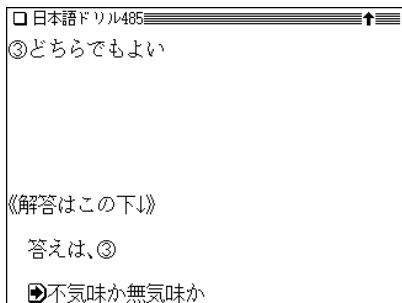 日本語ドリル485
③どちらでもよい
《解答はこの下↓》
答えは、③
不気味か無気味か